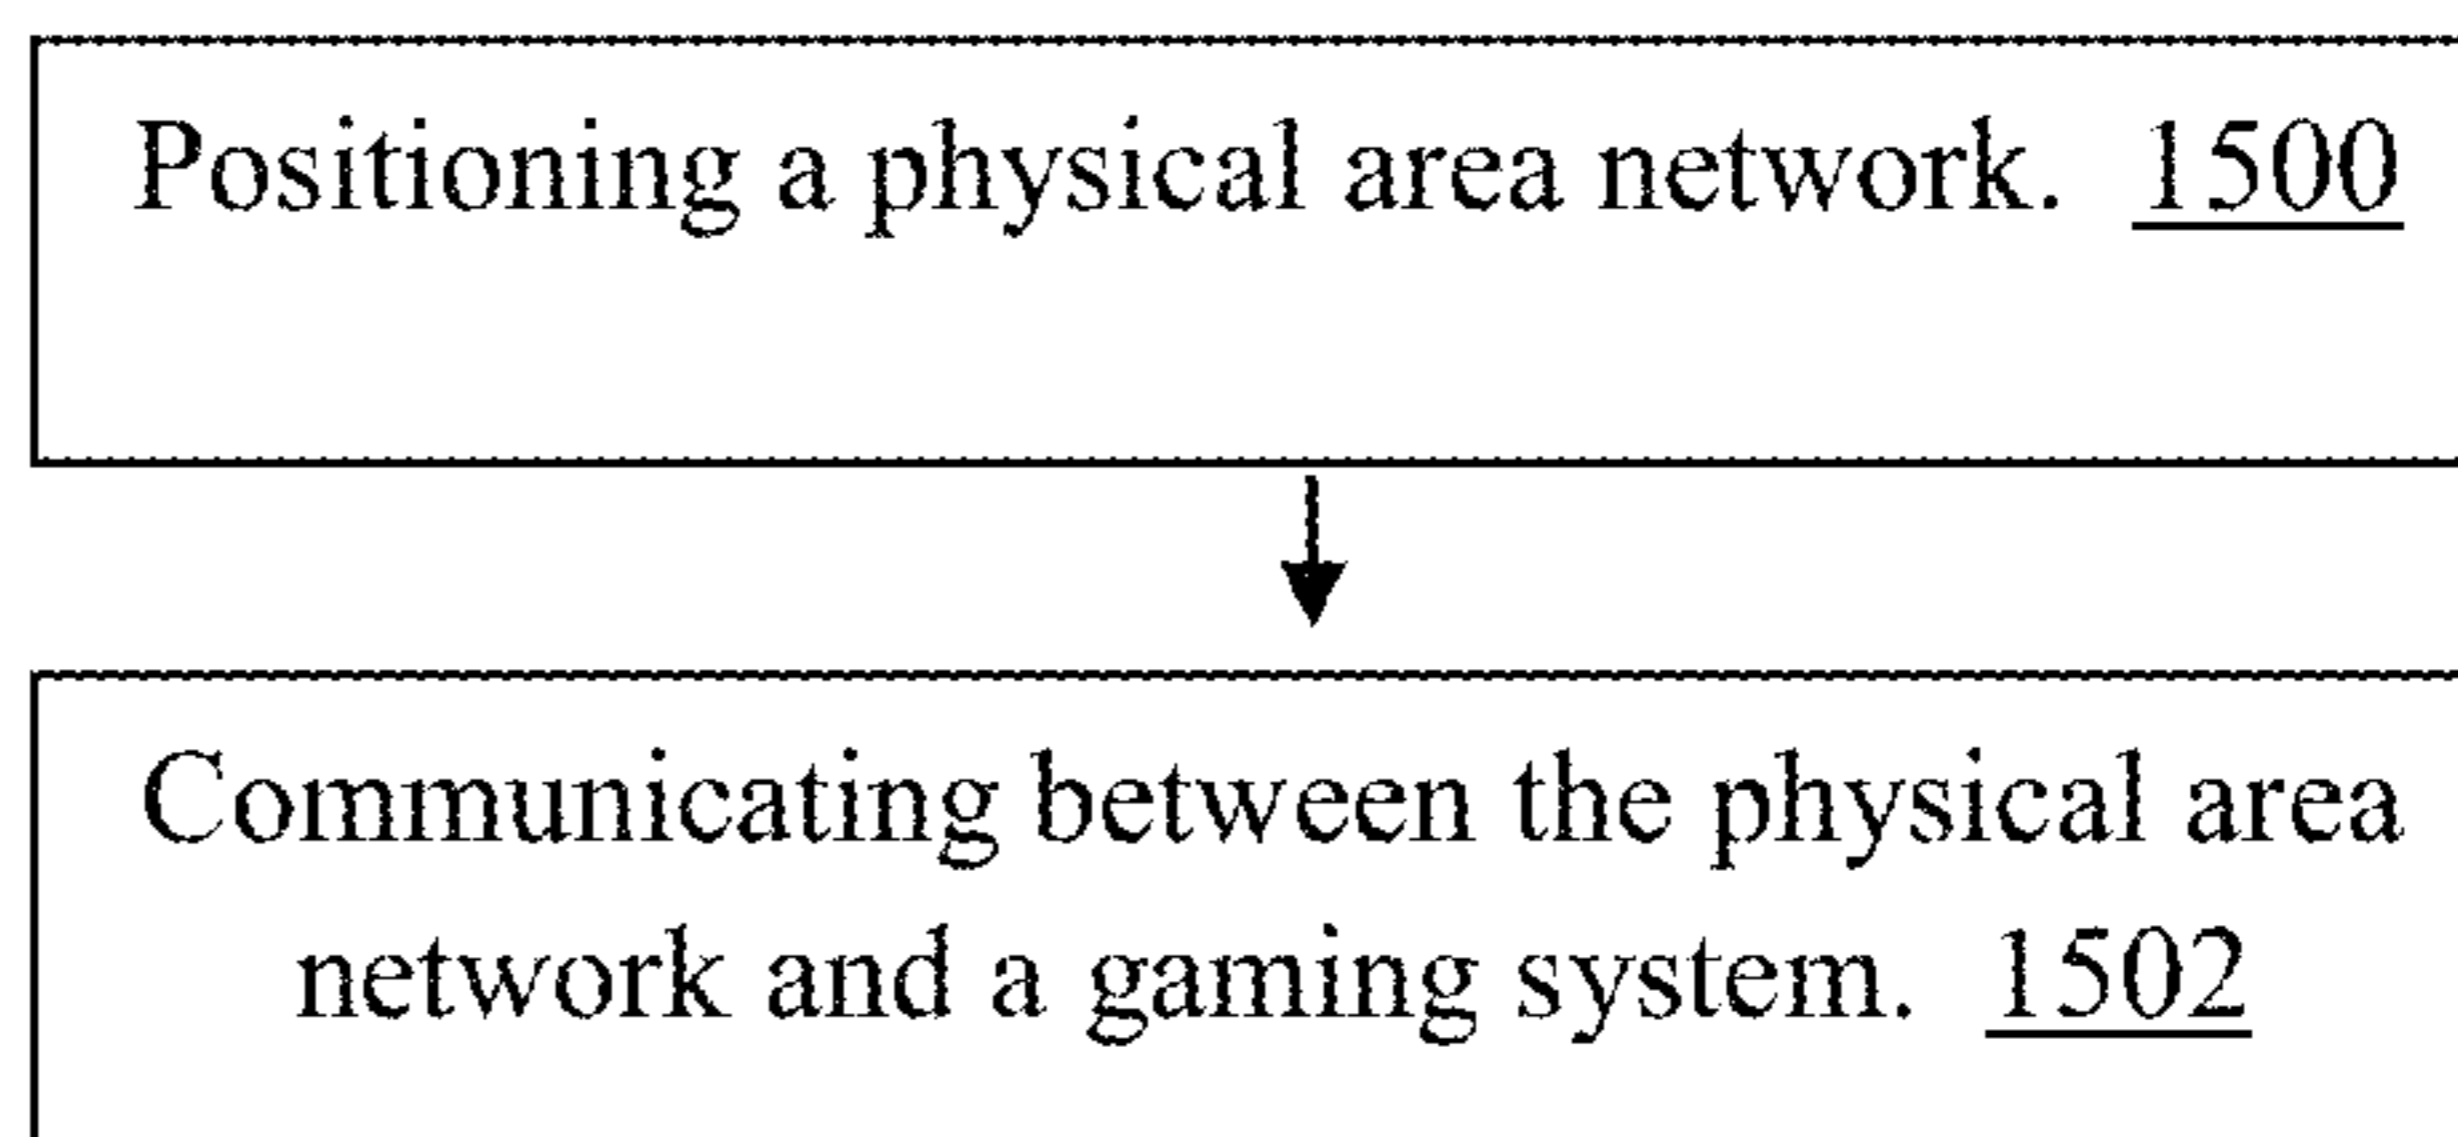 Positioning a physical area network. 1500
Communicating between the physical area
network and a gaming system. 1502